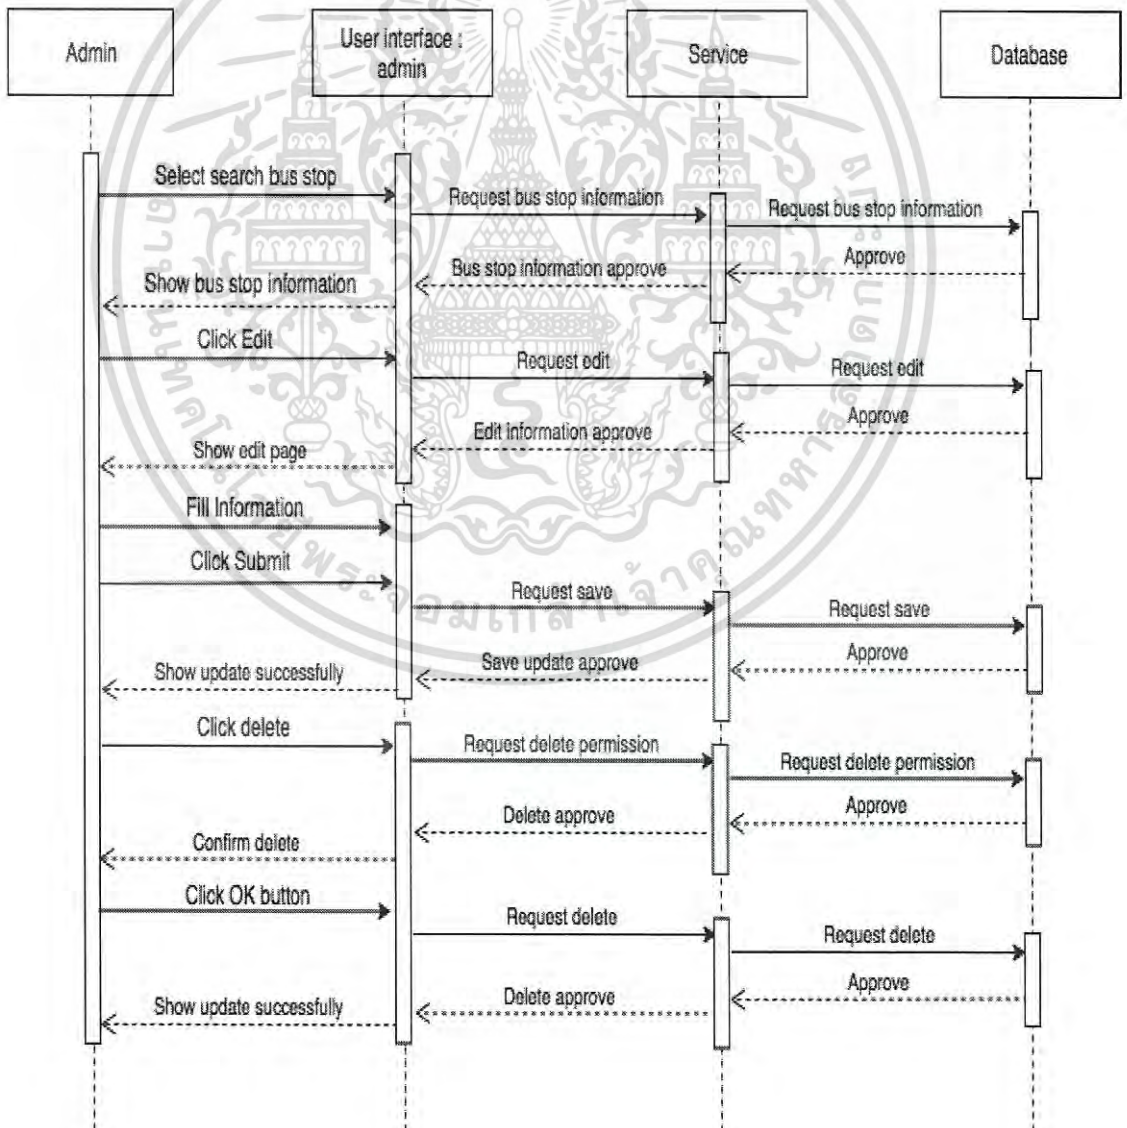 Admin
User interface :
admin
Service
Database
Select search bus stop
Request bus stop information
Request bus stop information
Approve
Bus stop information approve
Show bus stop information
Click Edit
Request edit
Request edit
Approve
Edit information approve
Show edit page
Fill Information
Click Submit
Request save
Request save
Approve
Save update approve
Show update successfully
Click delete
Request delete permission
Request delete permission
Approve
Delete approve
Confirm delete
Click OK button
Request delete
Request delete
Approve
Delete approve
Show update successfully